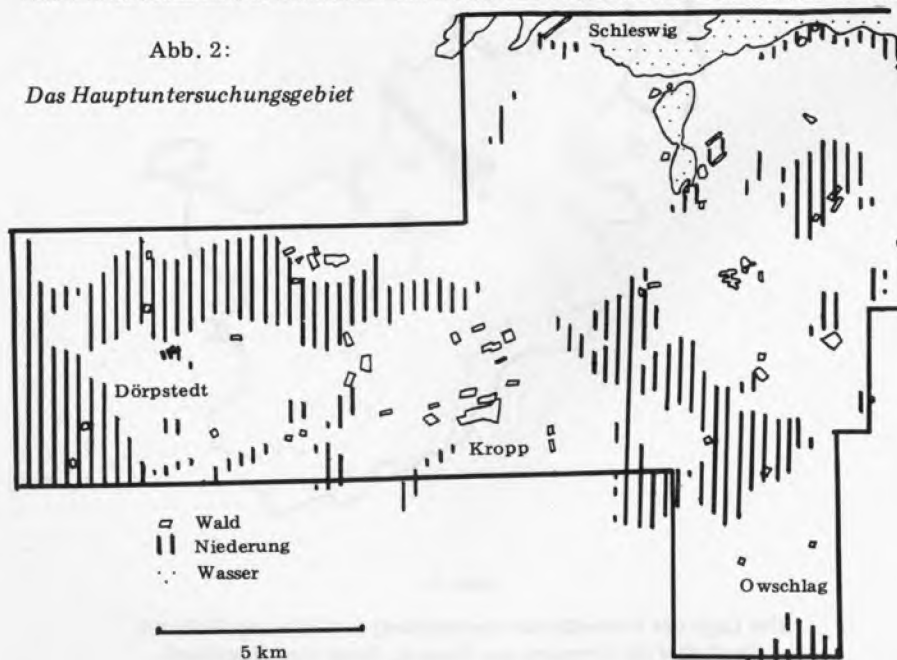 Abb. 2:
Das Hauptuntersuchungsgebiet
Schleswig
Dörpstedt
Kropp
Owschlag
Wald
Niederung
Wasser
5 km